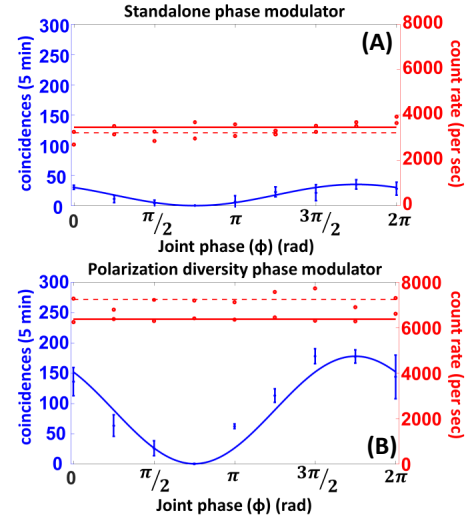 Standalone phase modulator
300
250
200
150
100
50
0
coincidences (5 min)
(A)
8000
6000
4000
2000
0
count rate (per sec)
0
π/2
π
3π/2
2π
Joint phase (ϕ) (rad)
Polarization diversity phase modulator
300
250
200
150
100
50
0
coincidences (5 min)
(B)
8000
6000
4000
2000
0
count rate (per sec)
0
π/2
π
3π/2
2π
Joint phase (ϕ) (rad)